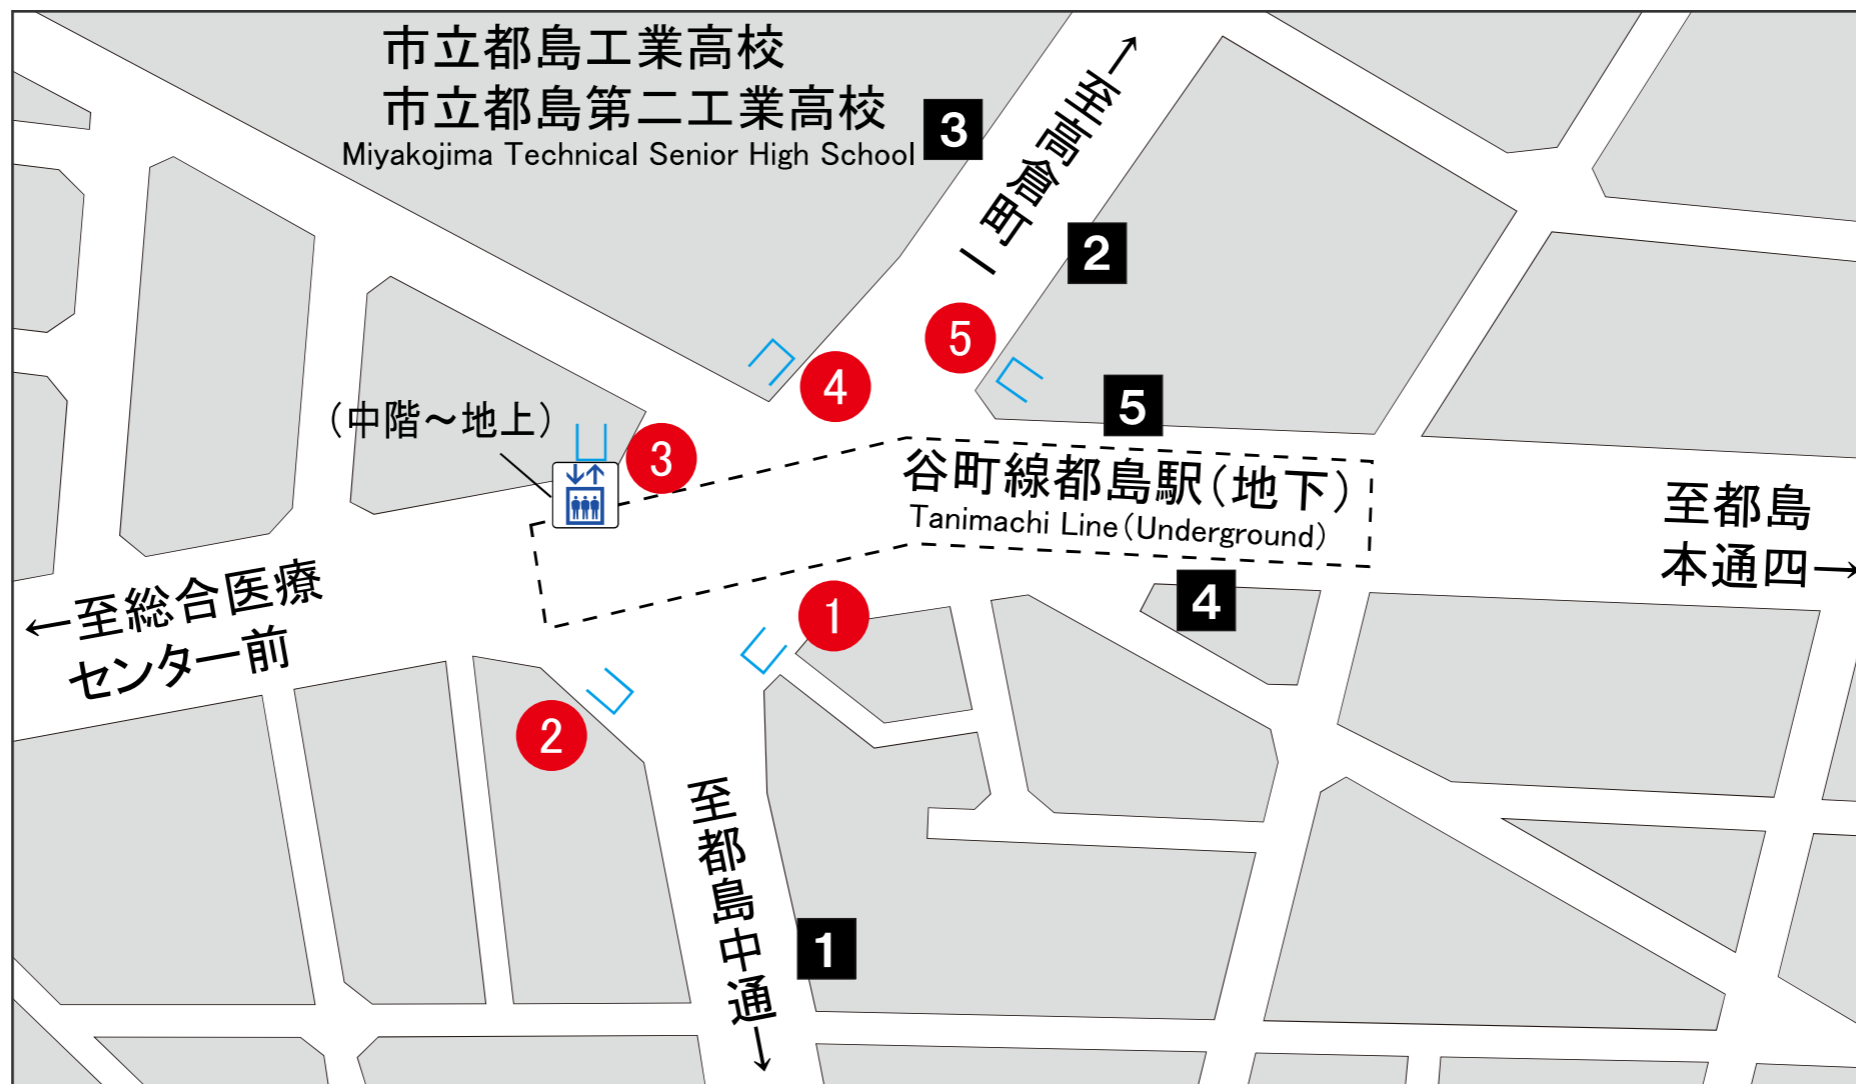 市立都島工業高校
市立都島第二工業高校
Miyakojima Technical Senior High School
3
←至高倉町一
2
5
4
(中階～地上)
3
5
谷町線都島駅(地下)
Tanimachi Line(Underground)
至都島
本通四→
←至総合医療
センター前
1
4
2
至都島中通→
1